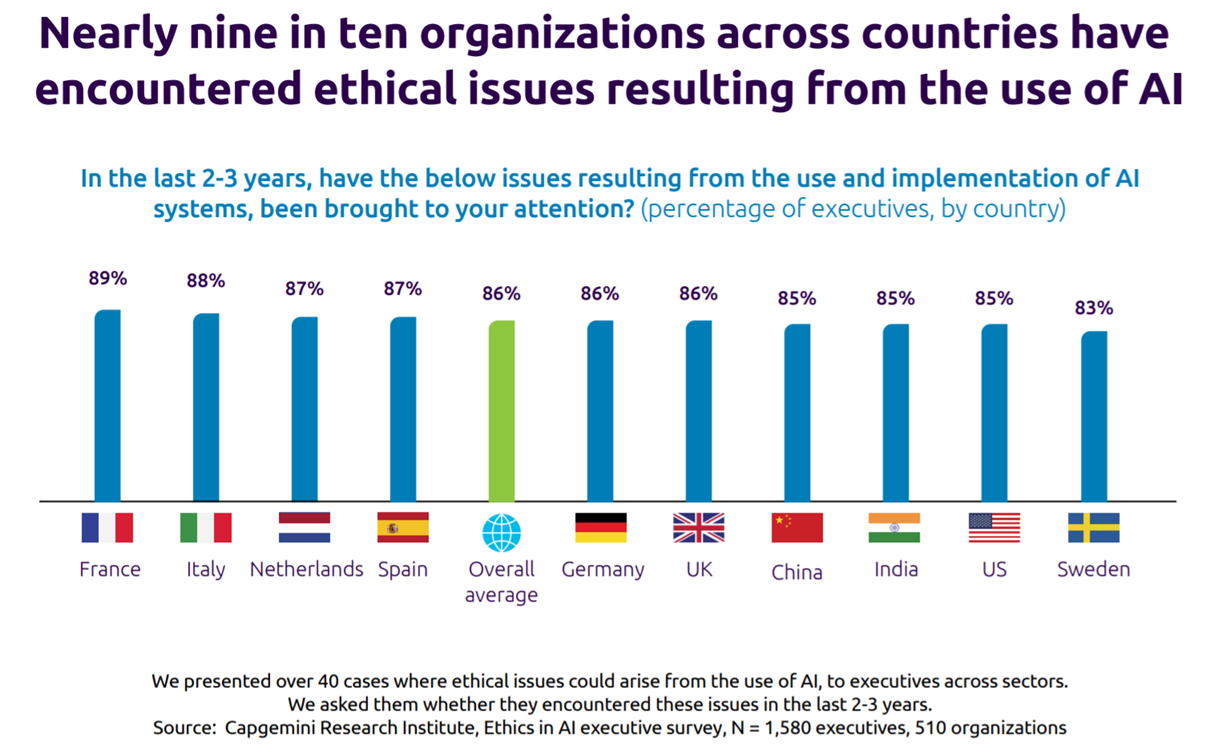 Nearly nine in ten organizations across countries have
encountered ethical issues resulting from the use of AI
In the last 2-3 years, have the below issues resulting from the use and implementation of AI
systems, been brought to your attention? (percentage of executives, by country)
89% 88% 87% 87% 86% 86% 86% 85% 85% 85% 83%
France Italy Netherlands Spain Overall average Germany UK China India US Sweden
We presented over 40 cases where ethical issues could arise from the use of AI, to executives across sectors.
We asked them whether they encountered these issues in the last 2-3 years.
Source: Capgemini Research Institute, Ethics in AI executive survey, N = 1,580 executives, 510 organizations